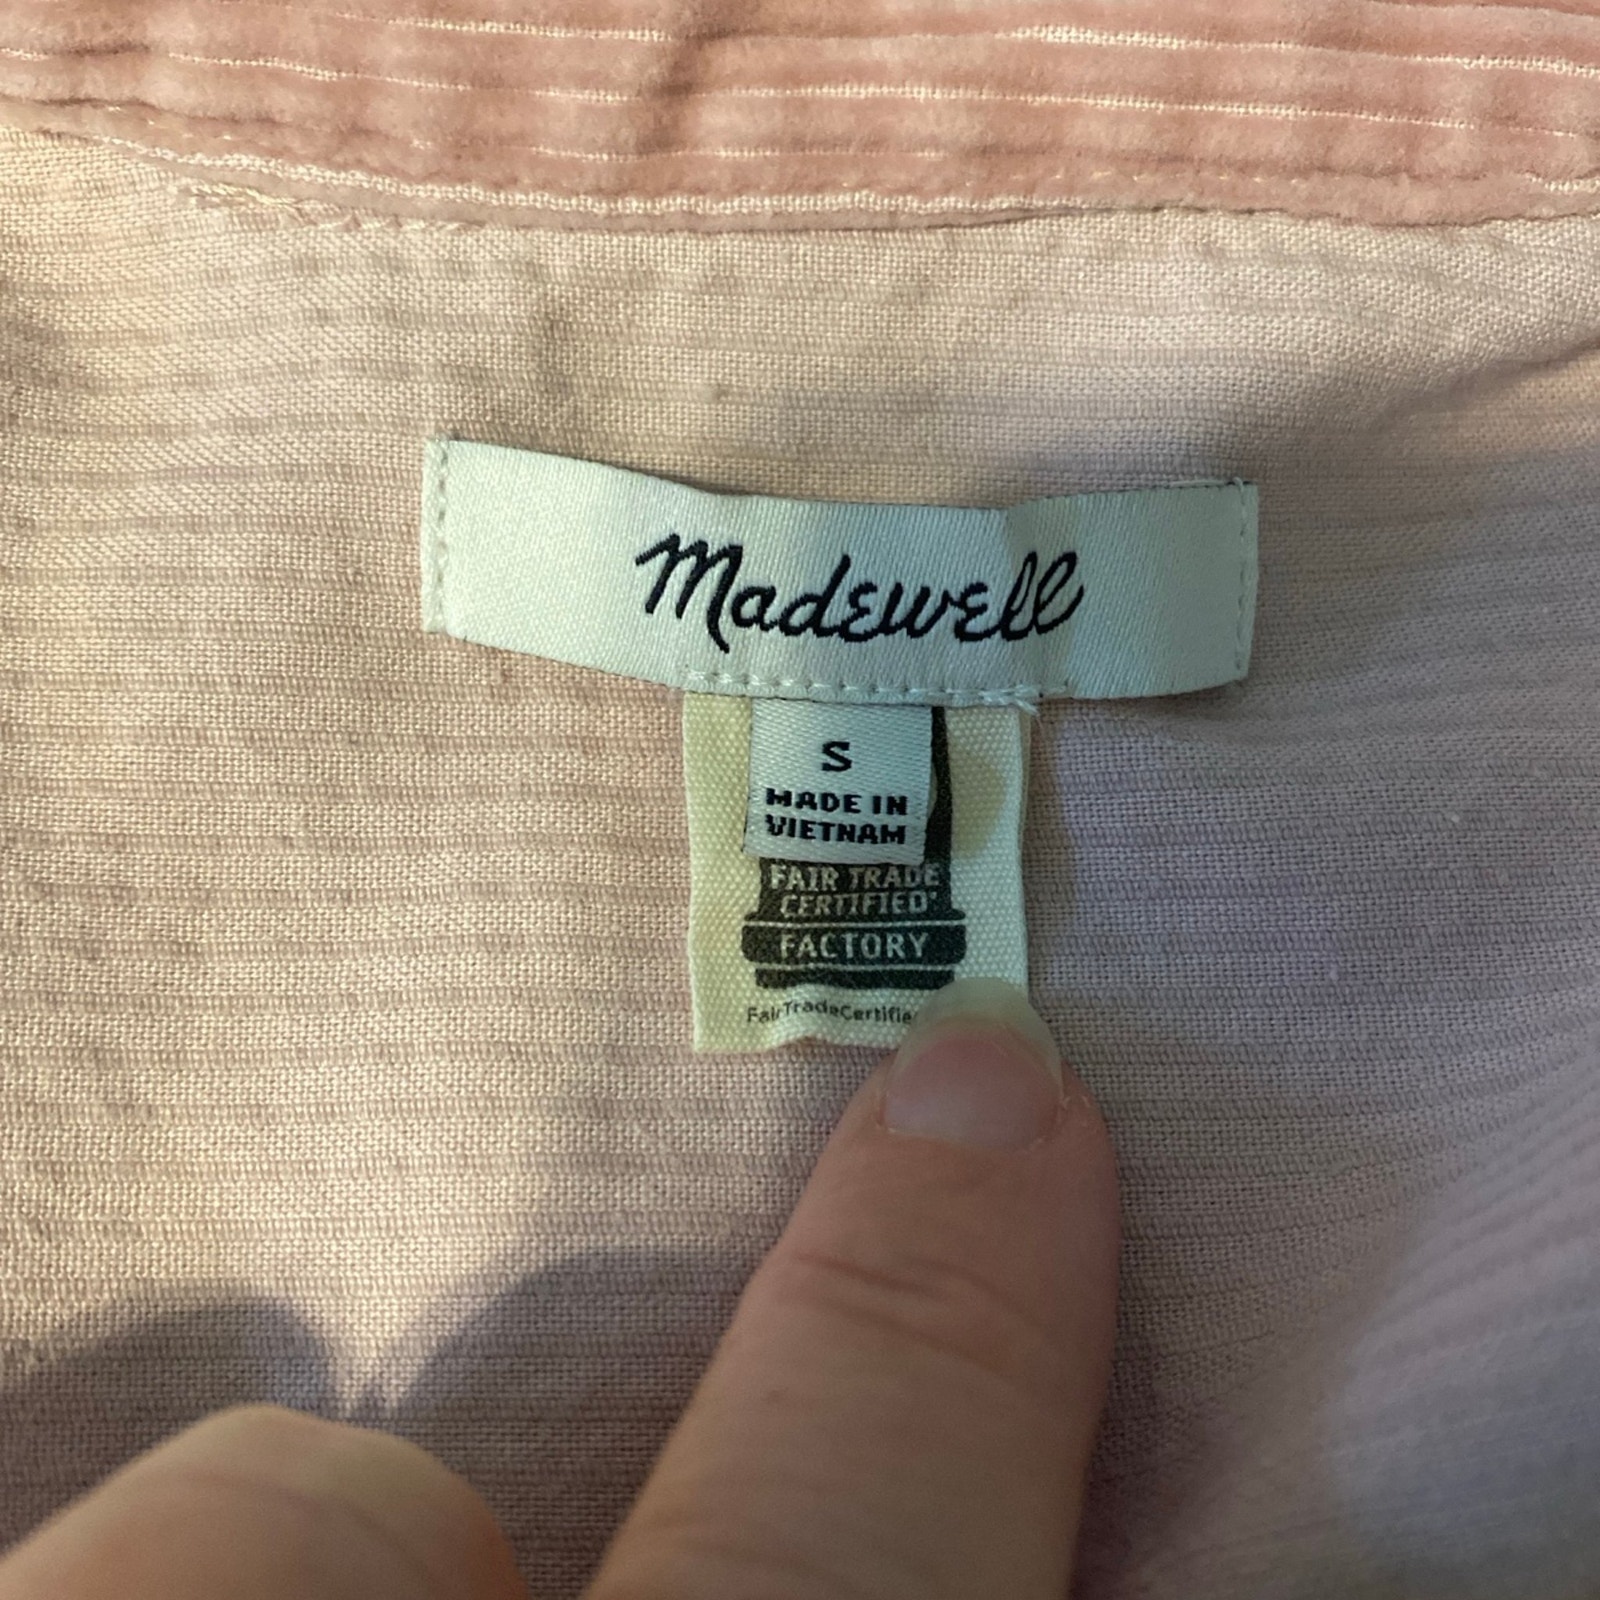 Madewell
S
MADE IN
VIETNAM
FAIR TRADE
CERTIFIED
FACTORY